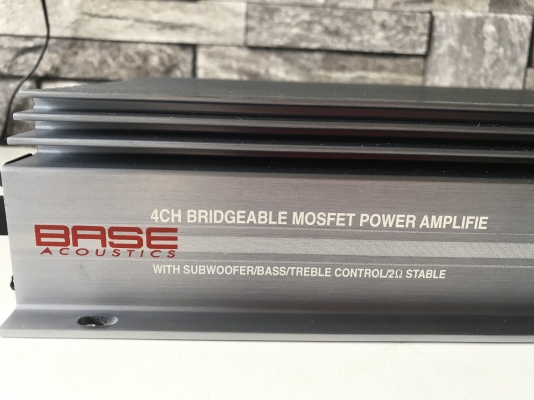 4CH BRIDGEABLE MOSFET POWER AMPLIFIE
BASE
ACOUSTICS
WITH SUBWOOFER/BASS/TREBLE CONTROL/2Ω STABLE